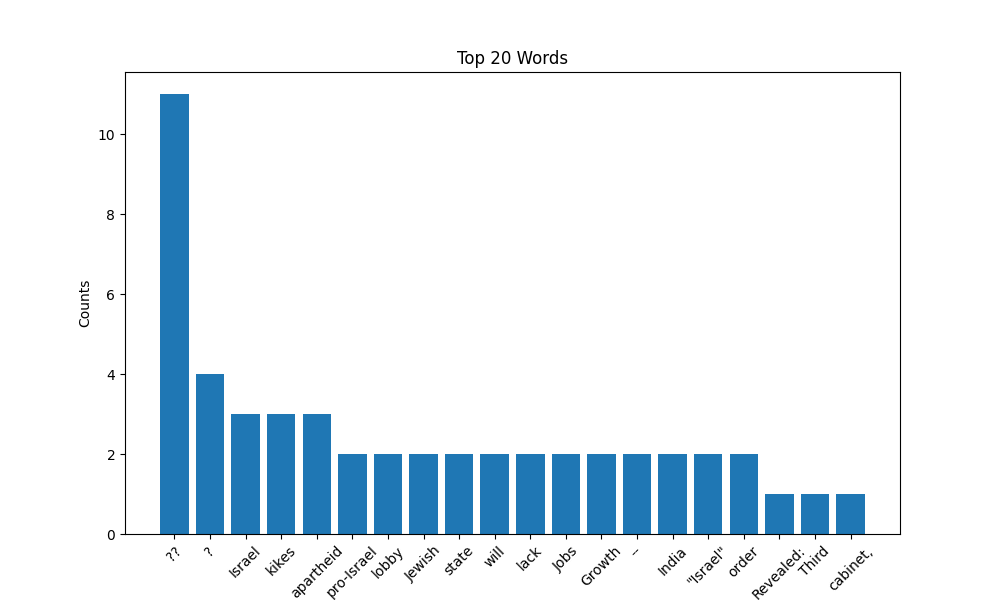 Top 20 Words
Counts
10
8
6
4
2
0
??
?
Israel
kikes
apartheid
pro-Israel
lobby
Jewish
state
will
lack
Jobs
Growth
–
India
"Israel"
order
Revealed:
Third
cabinet,